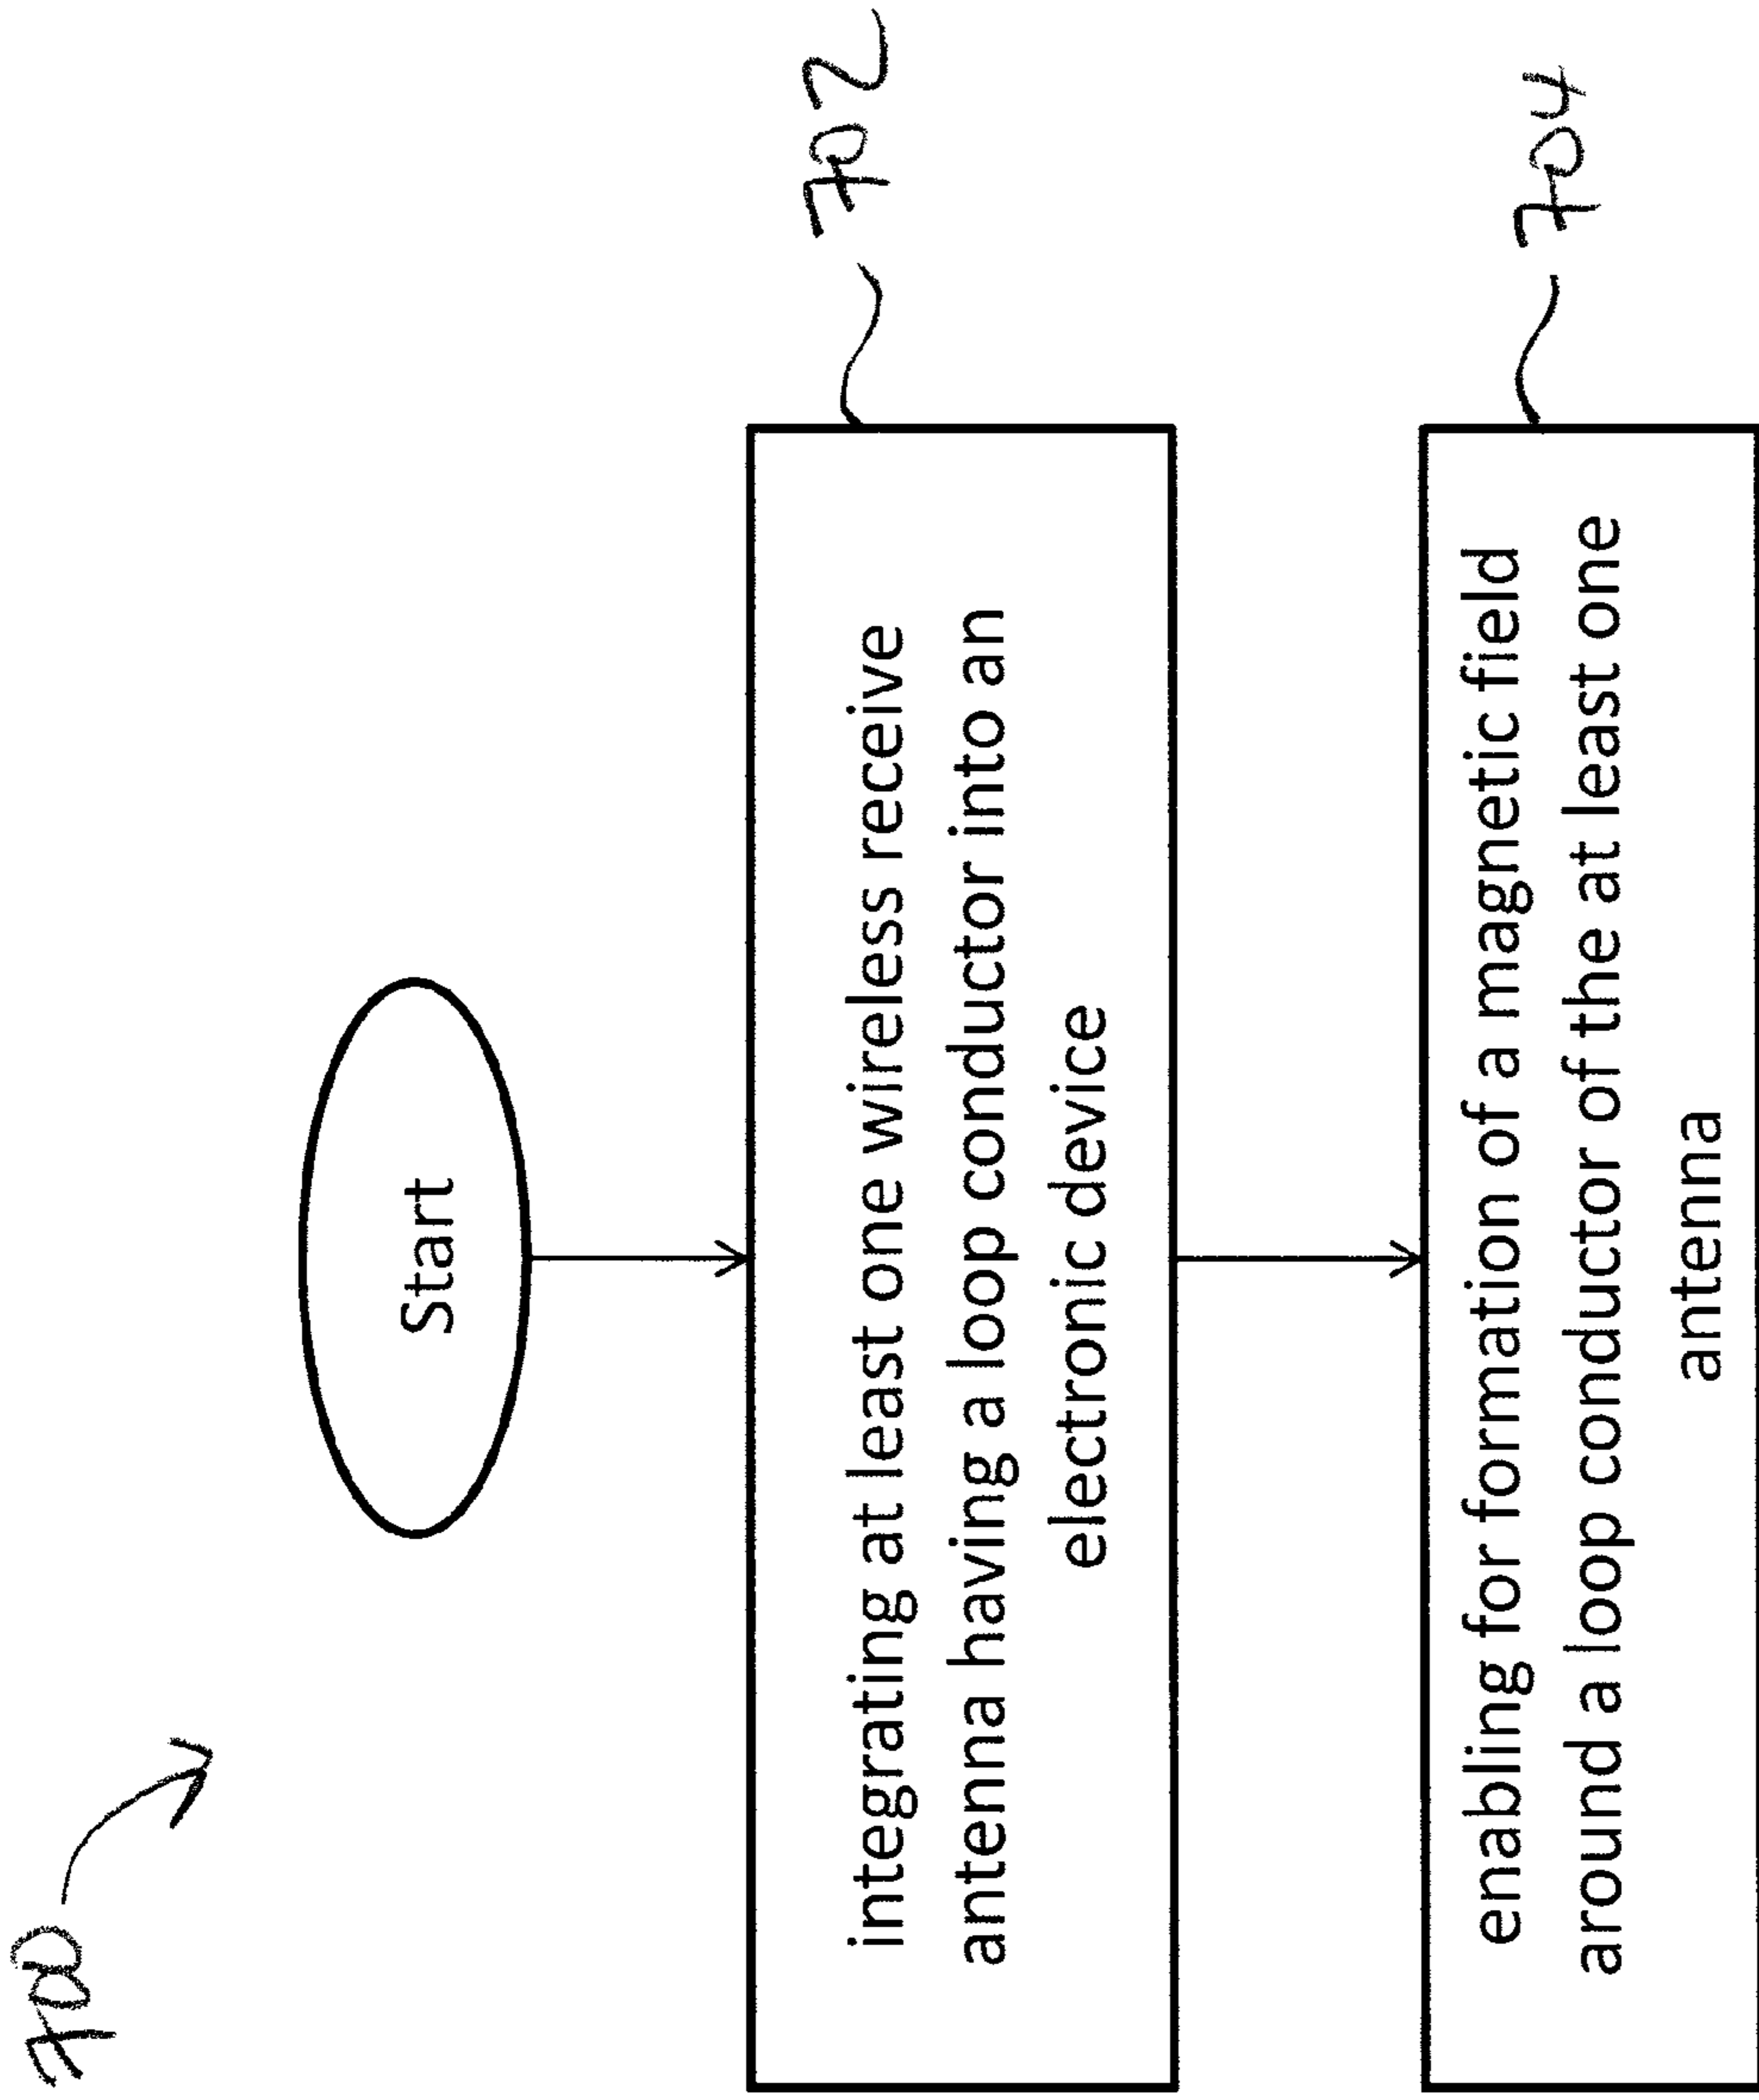 700
Start
integrating at least one wireless receive
antenna having a loop conductor into an
electronic device
702
enabling for formation of a magnetic field
around a loop conductor of the at least one
antenna
704